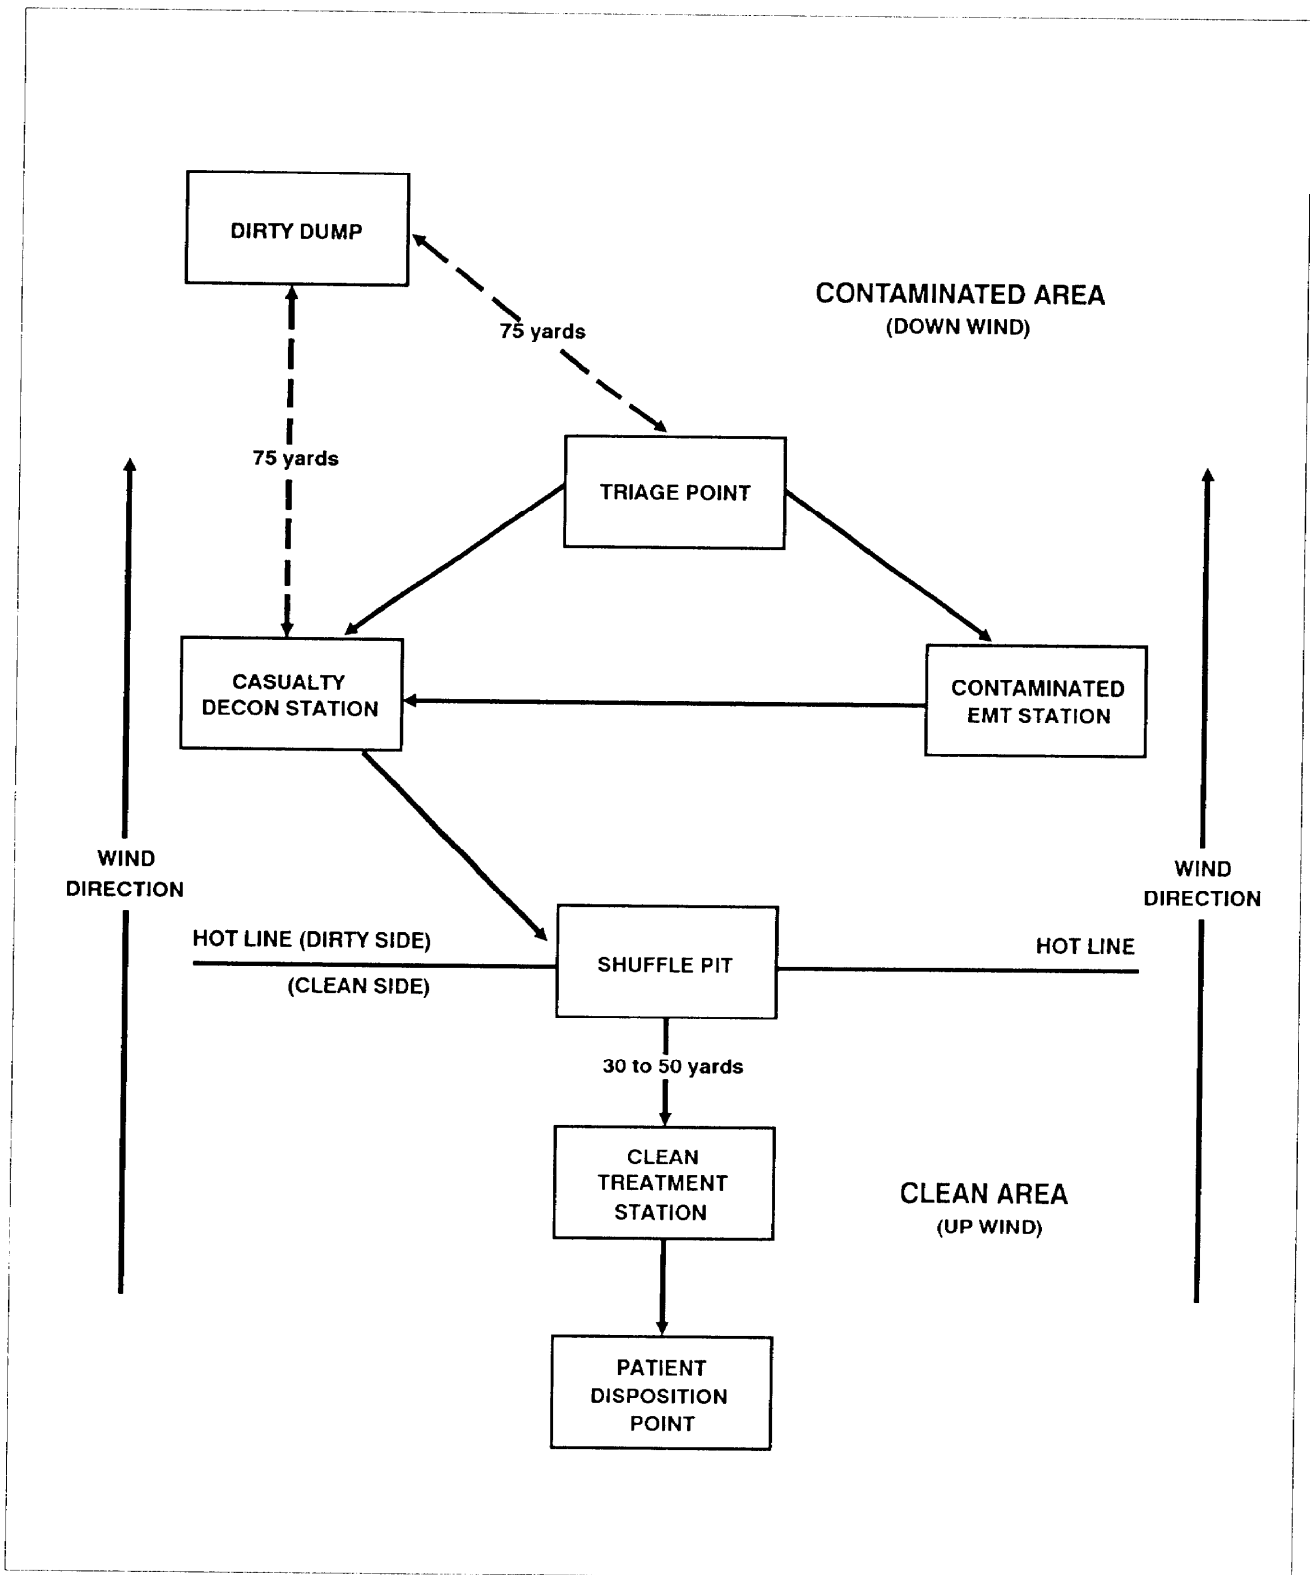 DIRTY DUMP
CONTAMINATED AREA
(DOWN WIND)
75 yards
75 yards
TRIAGE POINT
CASUALTY
DECON STATION
CONTAMINATED
EMT STATION
WIND
DIRECTION
WIND
DIRECTION
HOT LINE (DIRTY SIDE)
(CLEAN SIDE)
SHUFFLE PIT
HOT LINE
30 to 50 yards
CLEAN
TREATMENT
STATION
CLEAN AREA
(UP WIND)
PATIENT
DISPOSITION
POINT